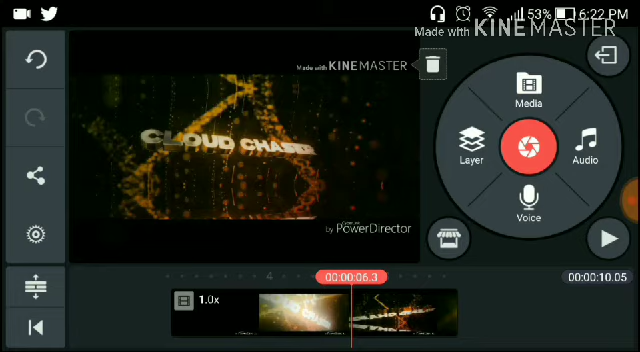 53% 6:22 PM
Made with KINEMASTER
Made with KINEMASTER
Media
CLOUD CHASER
Layer
Audio
Voice
by PowerDirector
4
00:00:06.3
00:00:10.05
1.0x